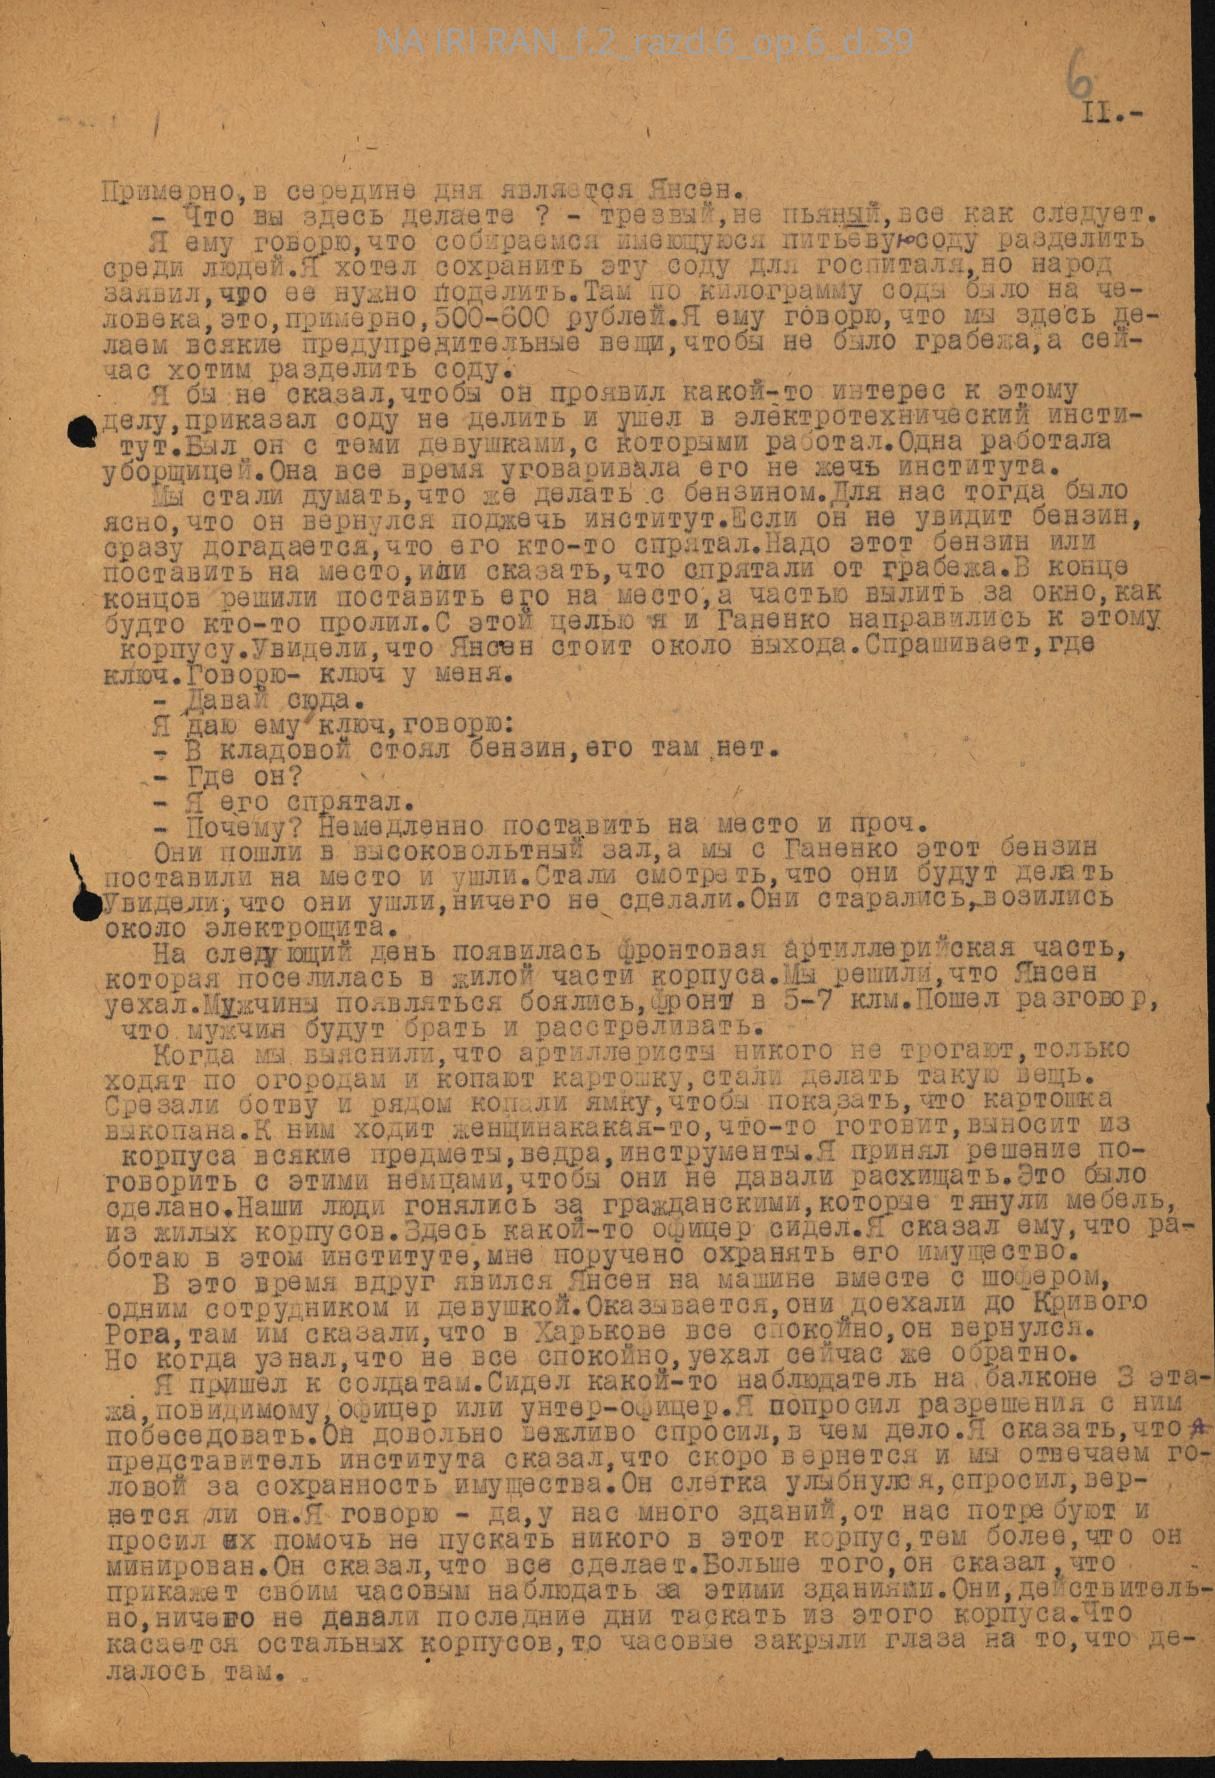 NA IRI RAN_f.2_razd.6_op.6_d.39
6
II.-
Примерно,в середине дня является Янсен.
- Что вы здесь делаете ? - трезвый,не пьяный,все как следует.
Я ему говорю,что собираемся имеющуюся питьевую соду разделить
среди людей.Я хотел сохранить эту соду для госпиталя,но народ
заявил,что ее нужно поделить.Там по килограмму соды было на че-
ловека,это,примерно,500-600 рублей.Я ему говорю,что мы здесь де-
лаем всякие предупредительные вещи,чтобы не было грабежа,а сей-
час хотим разделить соду.
Я бы не сказал,чтобы он проявил какой-то интерес к этому
делу,приказал соду не делить и ушел в электротехнический инсти-
тут.Был он с теми девушками,с которыми работал.Одна работала
уборщицей.Она все время уговаривала его не жечь института.
Мы стали думать,что же делать с бензином.Для нас тогда было
ясно,что он вернулся поджечь институт.Если он не увидит бензин,
сразу догадается,что его кто-то спрятал.Надо этот бензин или
поставить на место,или сказать,что спрятали от грабежа.В конце
концов решили поставить его на место,а частью вылить за окно,как
будто кто-то пролил.С этой целью я и Ганенко направились к этому
корпусу.Увидели,что Янсен стоит около выхода.Спрашивает,где
ключ.Говорю- ключ у меня.
- Давай сюда.
Я даю ему ключ,говорю:
- В кладовой стоял бензин,его там нет.
- Где он?
- Я его спрятал.
- Почему? Немедленно поставить на место и проч.
Они пошли в высоковольтный зал,а мы с Ганенко этот бензин
поставили на место и ушли.Стали смотреть,что они будут делать
Увидели,что они ушли,ничего не сделали.Они старались,возились
около электрощита.
На следующий день появилась фронтовая артиллерийская часть,
которая поселилась в жилой части корпуса.Мы решили,что Янсен
уехал.Мужчины появляться боялись,фронт в 5-7 клм.Пошел разговор,
что мужчин будут брать и расстреливать.
Когда мы выяснили,что артиллеристы никого не трогают,только
ходят по огородам и копают картошку,стали делать такую вещь.
Срезали ботву и рядом копали ямку,чтобы показать,что картошка
выкопана.К ним ходит женщинакакая-то,что-то готовит,выносит из
корпуса всякие предметы,ведра,инструменты.Я принял решение по-
говорить с этими немцами,чтобы они не давали расхищать.Это было
сделано.Наши люди гонялись за гражданскими,которые тянули мебель,
из жилых корпусов.Здесь какой-то офицер сидел.Я сказал ему,что ра-
ботаю в этом институте,мне поручено охранять его имущество.
В это время вдруг явился Янсен на машине вместе с шофером,
одним сотрудником и девушкой.Оказывается,они доехали до Кривого
Рога,там им сказали,что в Харькове все спокойно,он вернулся.
Но когда узнал,что не все спокойно,уехал сейчас же обратно.
Я пришел к солдатам.Сидел какой-то наблюдатель на балконе 3 эта-
жа,повидимому,офицер или унтер-офицер.Я попросил разрешения с ним
побеседовать.Он довольно вежливо спросил,в чем дело.Я сказать,что я
представитель института сказал,что скоро вернется и мы отвечаем го-
ловой за сохранность имущества.Он слегка улыбнулся,спросил,вер-
нется ли он.Я говорю - да,у нас много зданий,от нас потребуют и
просил их помочь не пускать никого в этот корпус,тем более,что он
минирован.Он сказал,что все сделает.Больше того,он сказал,что
прикажет своим часовым наблюдать за этими зданиями.Они,действитель-
но,ничего не давали последние дни таскать из этого корпуса.Что
касается остальных корпусов,то часовые закрыли глаза на то,что де-
лалось там.